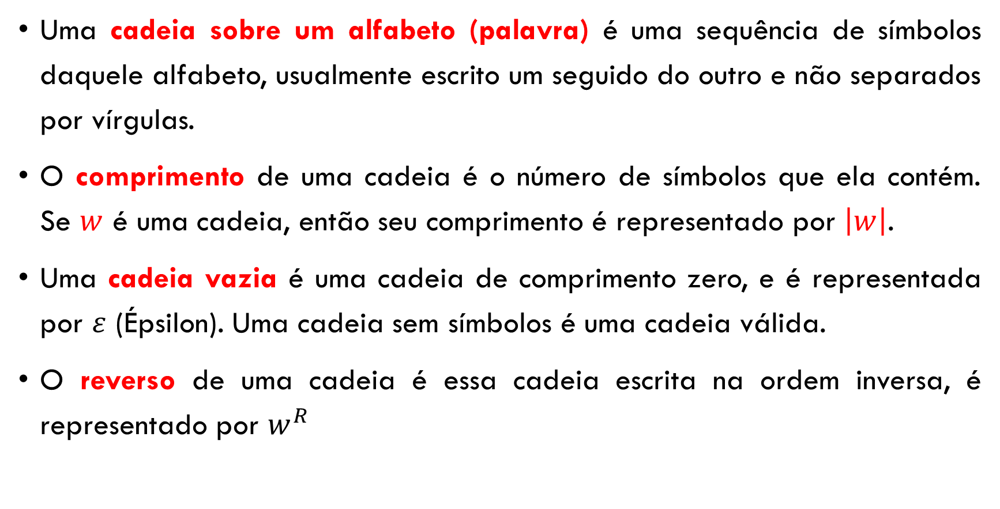 • Uma cadeia sobre um alfabeto (palavra) é uma sequência de símbolos
daquele alfabeto, usualmente escrito um seguido do outro e não separados
por vírgulas.
• O comprimento de uma cadeia é o número de símbolos que ela contém.
Se w é uma cadeia, então seu comprimento é representado por |w|.
• Uma cadeia vazia é uma cadeia de comprimento zero, e é representada
por ε (Épsilon). Uma cadeia sem símbolos é uma cadeia válida.
• O reverso de uma cadeia é essa cadeia escrita na ordem inversa, é
representado por wᴿ